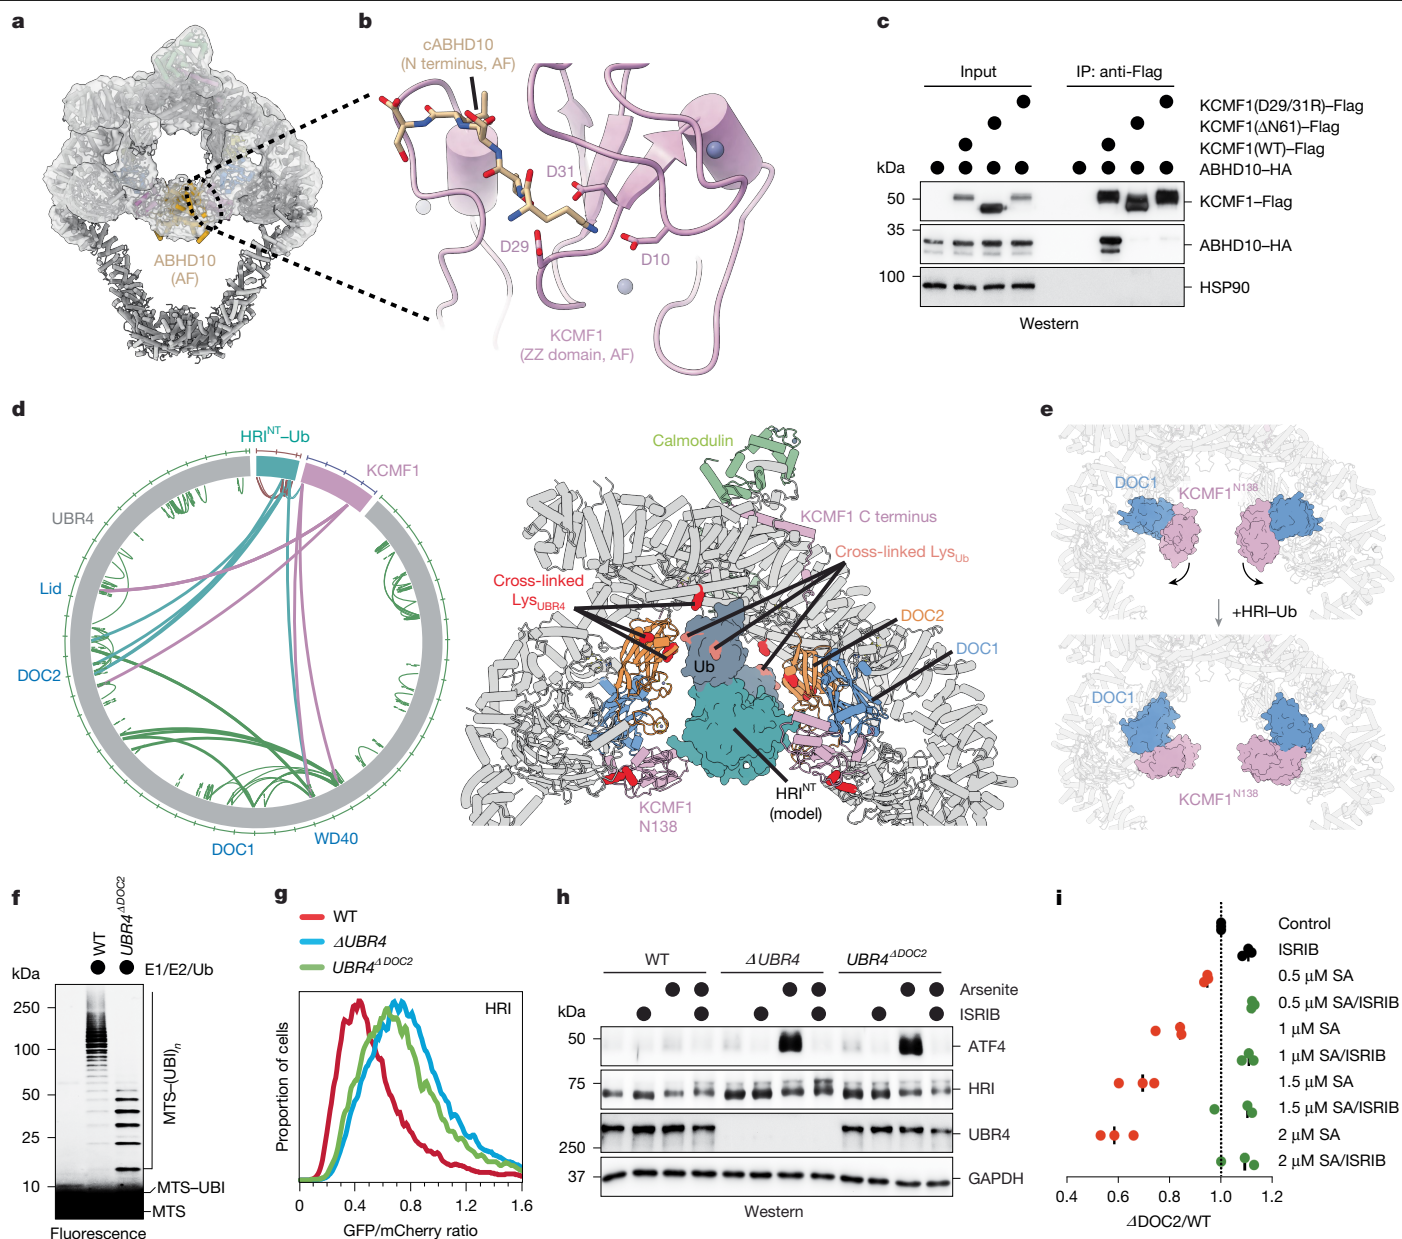 a
ABHD10
(AF)
b
cABHD10
(N terminus, AF)
D31
D29
D10
KCMF1
(ZZ domain, AF)
c
Input
IP: anti-Flag
KCMF1(D29/31R)–Flag
KCMF1(ΔN61)–Flag
KCMF1(WT)–Flag
ABHD10–HA
kDa
50
KCMF1–Flag
35
ABHD10–HA
100
HSP90
Western
d
HRI^NT–Ub
KCMF1
UBR4
Lid
DOC2
DOC1
WD40
Calmodulin
KCMF1 C terminus
Cross-linked Lys_Ub
Cross-linked
Lys_UBR4
DOC2
DOC1
Ub
HRI^NT
(model)
KCMF1
N138
e
DOC1
KCMF1^N138
+HRI–Ub
DOC1
KCMF1^N138
f
WT
UBR4^ΔDOC2
E1/E2/Ub
kDa
250
100
50
25
10
MTS–(UBI)n
MTS–UBI
MTS
Fluorescence
g
WT
ΔUBR4
UBR4^ΔDOC2
HRI
Proportion of cells
0
0.4
0.8
1.2
1.6
GFP/mCherry ratio
h
WT
ΔUBR4
UBR4^ΔDOC2
Arsenite
ISRIB
kDa
50
ATF4
75
HRI
UBR4
250
37
GAPDH
Western
i
Control
ISRIB
0.5 μM SA
0.5 μM SA/ISRIB
1 μM SA
1 μM SA/ISRIB
1.5 μM SA
1.5 μM SA/ISRIB
2 μM SA
2 μM SA/ISRIB
0.4
0.6
0.8
1.0
1.2
ΔDOC2/WT